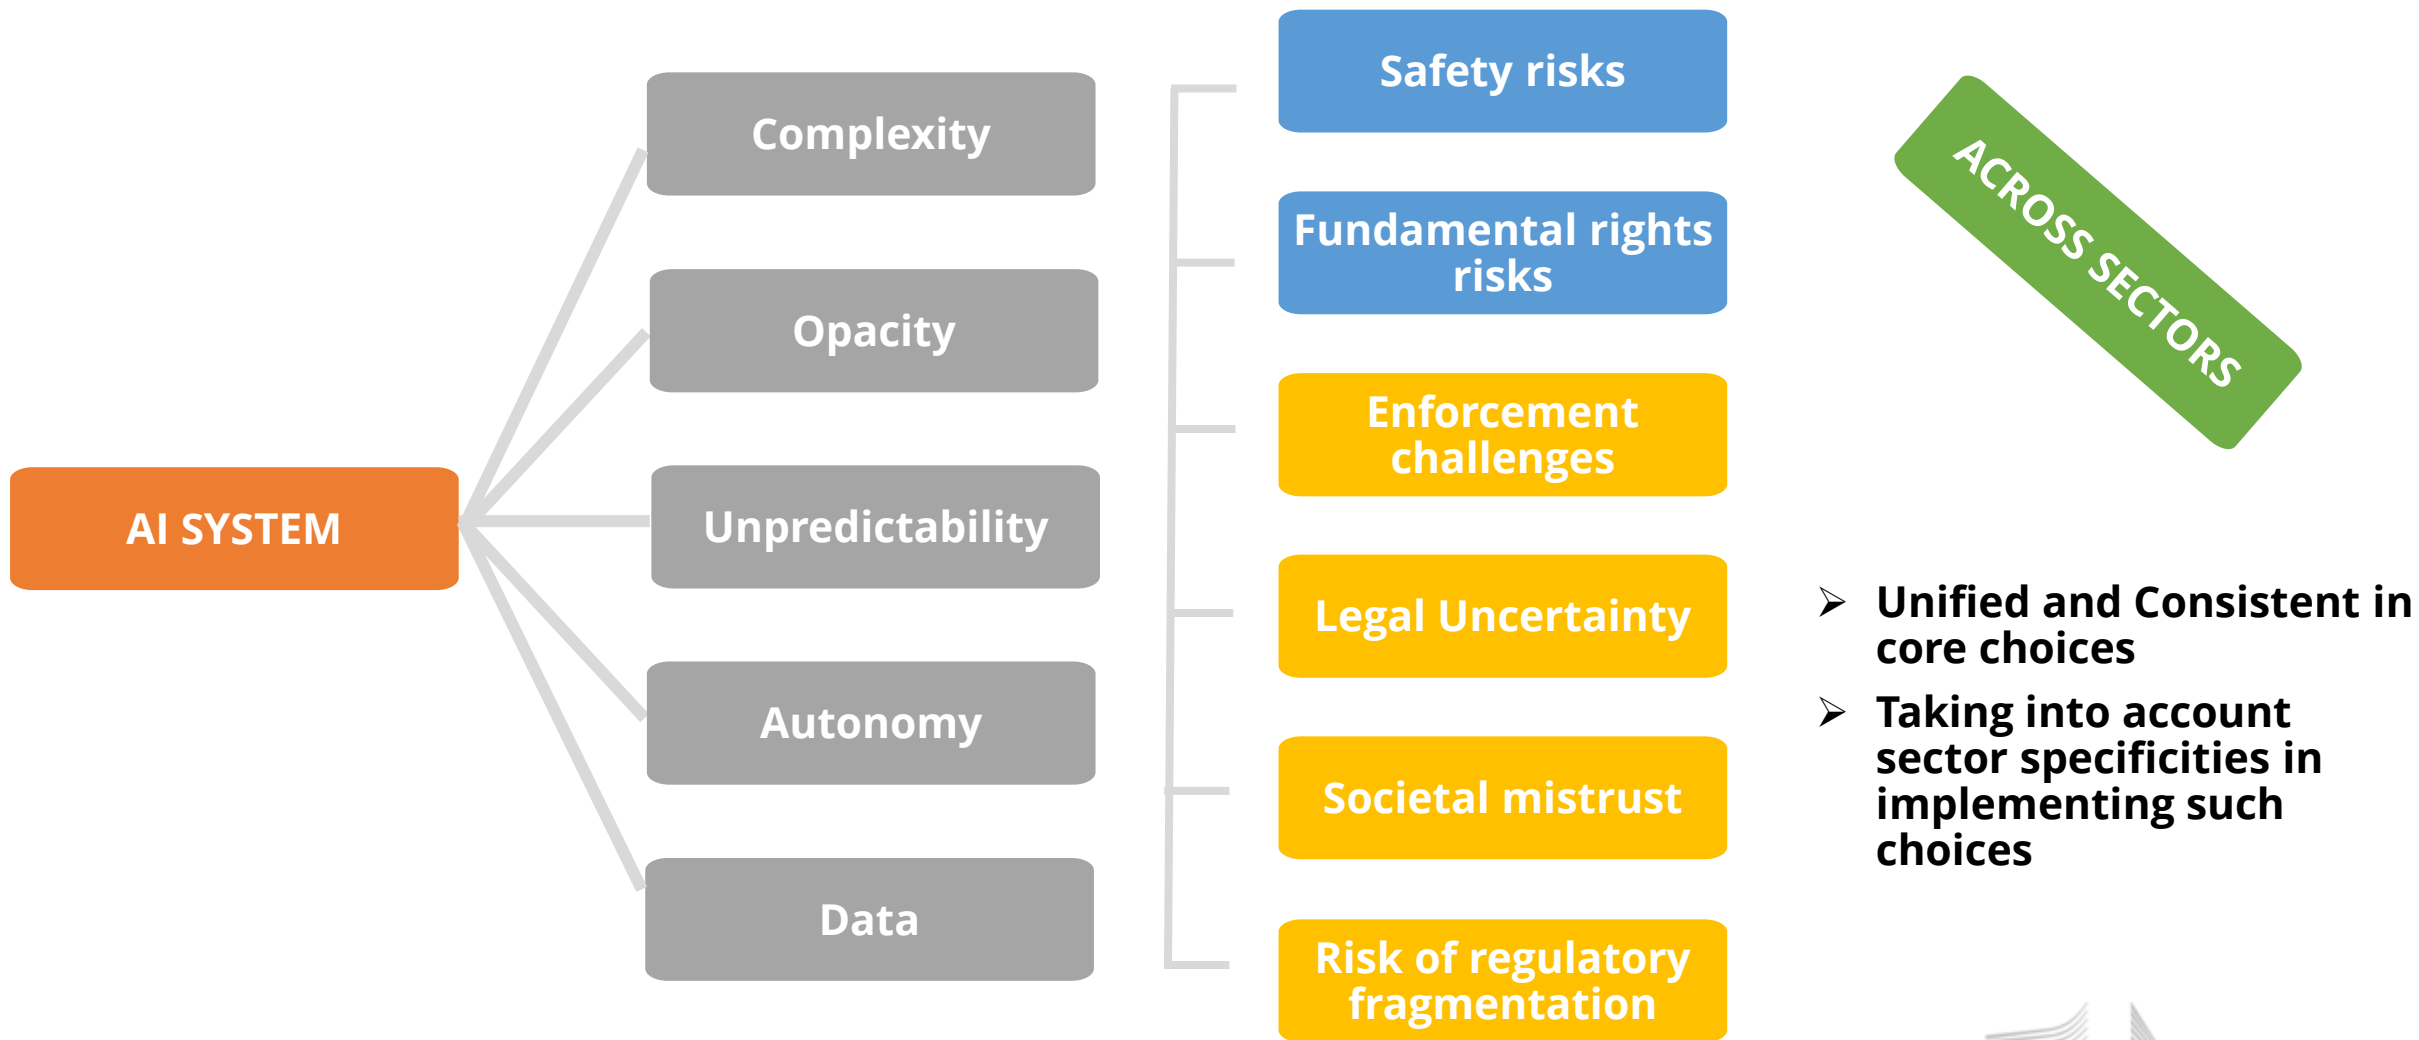 AI SYSTEM
Complexity
Opacity
Unpredictability
Autonomy
Data
Safety risks
Fundamental rights
risks
Enforcement
challenges
Legal Uncertainty
Societal mistrust
Risk of regulatory
fragmentation
ACROSS SECTORS
➢ Unified and Consistent in
core choices
➢ Taking into account
sector specificities in
implementing such
choices